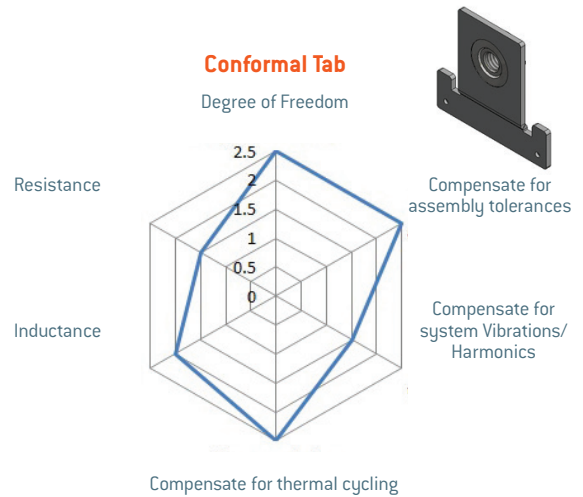 Conformal Tab
Degree of Freedom
2.5
2
1.5
1
0.5
0
Resistance
Compensate for
assembly tolerances
Inductance
Compensate for
system Vibrations/
Harmonics
Compensate for thermal cycling